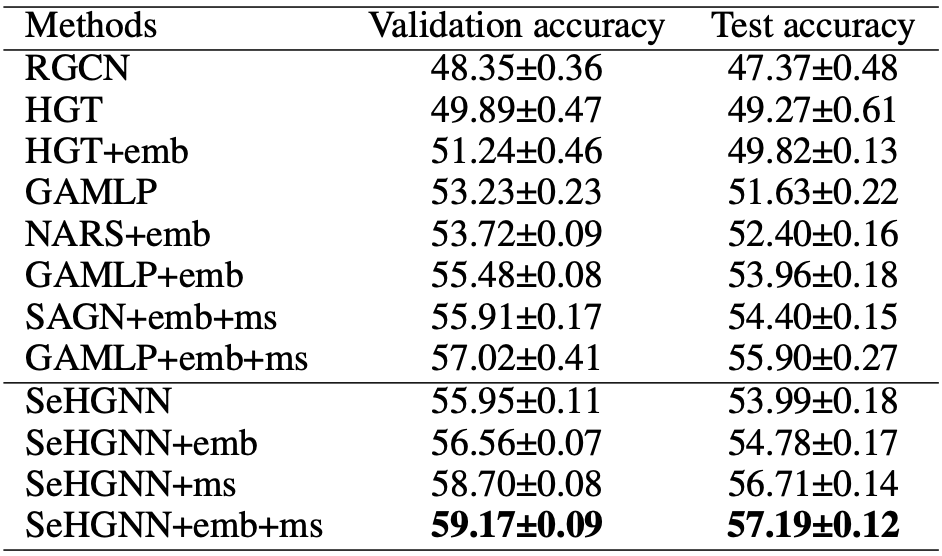 Methods Validation accuracy Test accuracy
RGCN 48.35±0.36 47.37±0.48
HGT 49.89±0.47 49.27±0.61
HGT+emb 51.24±0.46 49.82±0.13
GAMLP 53.23±0.23 51.63±0.22
NARS+emb 53.72±0.09 52.40±0.16
GAMLP+emb 55.48±0.08 53.96±0.18
SAGN+emb+ms 55.91±0.17 54.40±0.15
GAMLP+emb+ms 57.02±0.41 55.90±0.27
SeHGNN 55.95±0.11 53.99±0.18
SeHGNN+emb 56.56±0.07 54.78±0.17
SeHGNN+ms 58.70±0.08 56.71±0.14
SeHGNN+emb+ms 59.17±0.09 57.19±0.12